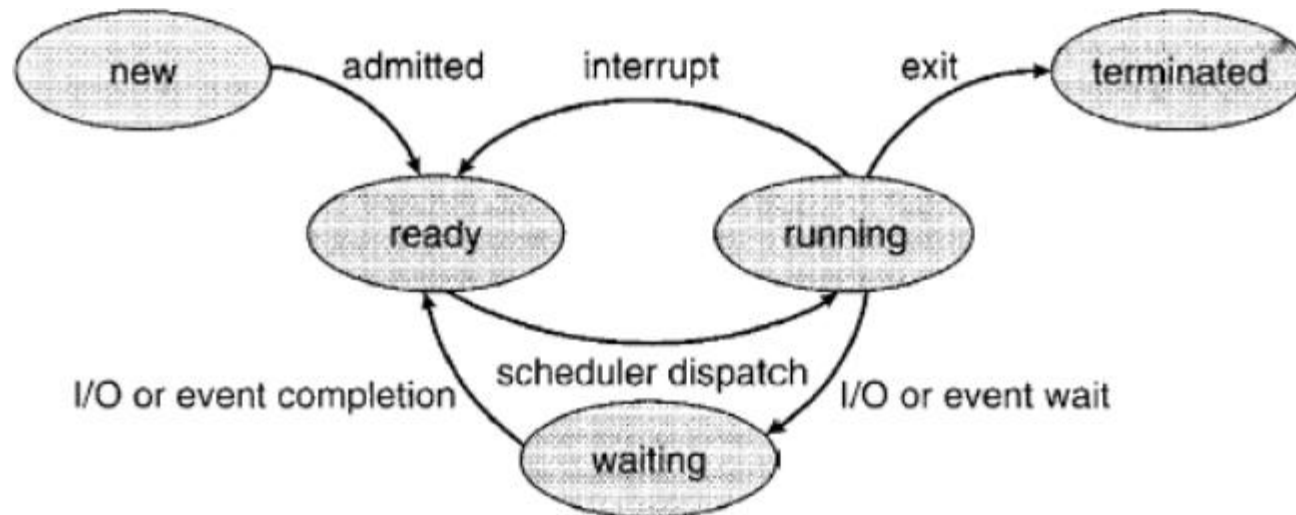 new
admitted
interrupt
exit
terminated
ready
running
scheduler dispatch
I/O or event completion
I/O or event wait
waiting